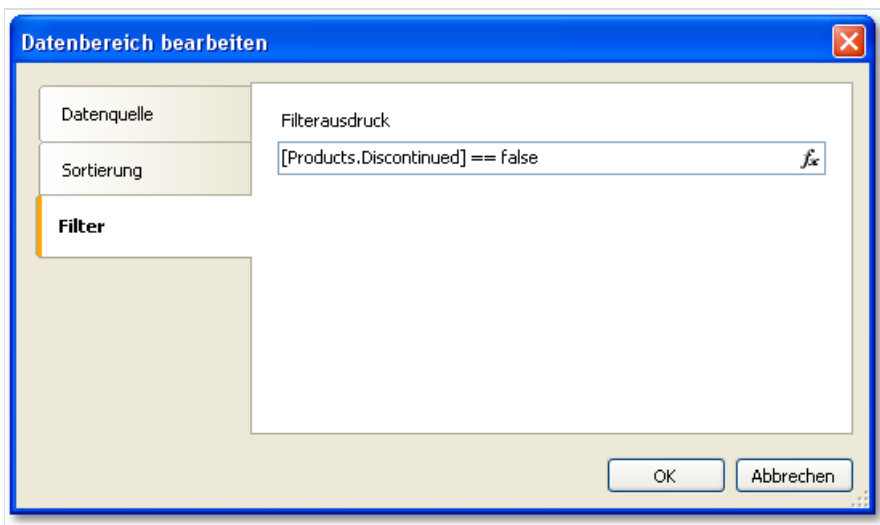 Datenbereich bearbeiten
Datenquelle
Sortierung
Filter
Filterausdruck
[Products.Discontinued] == false
fx
OK
Abbrechen